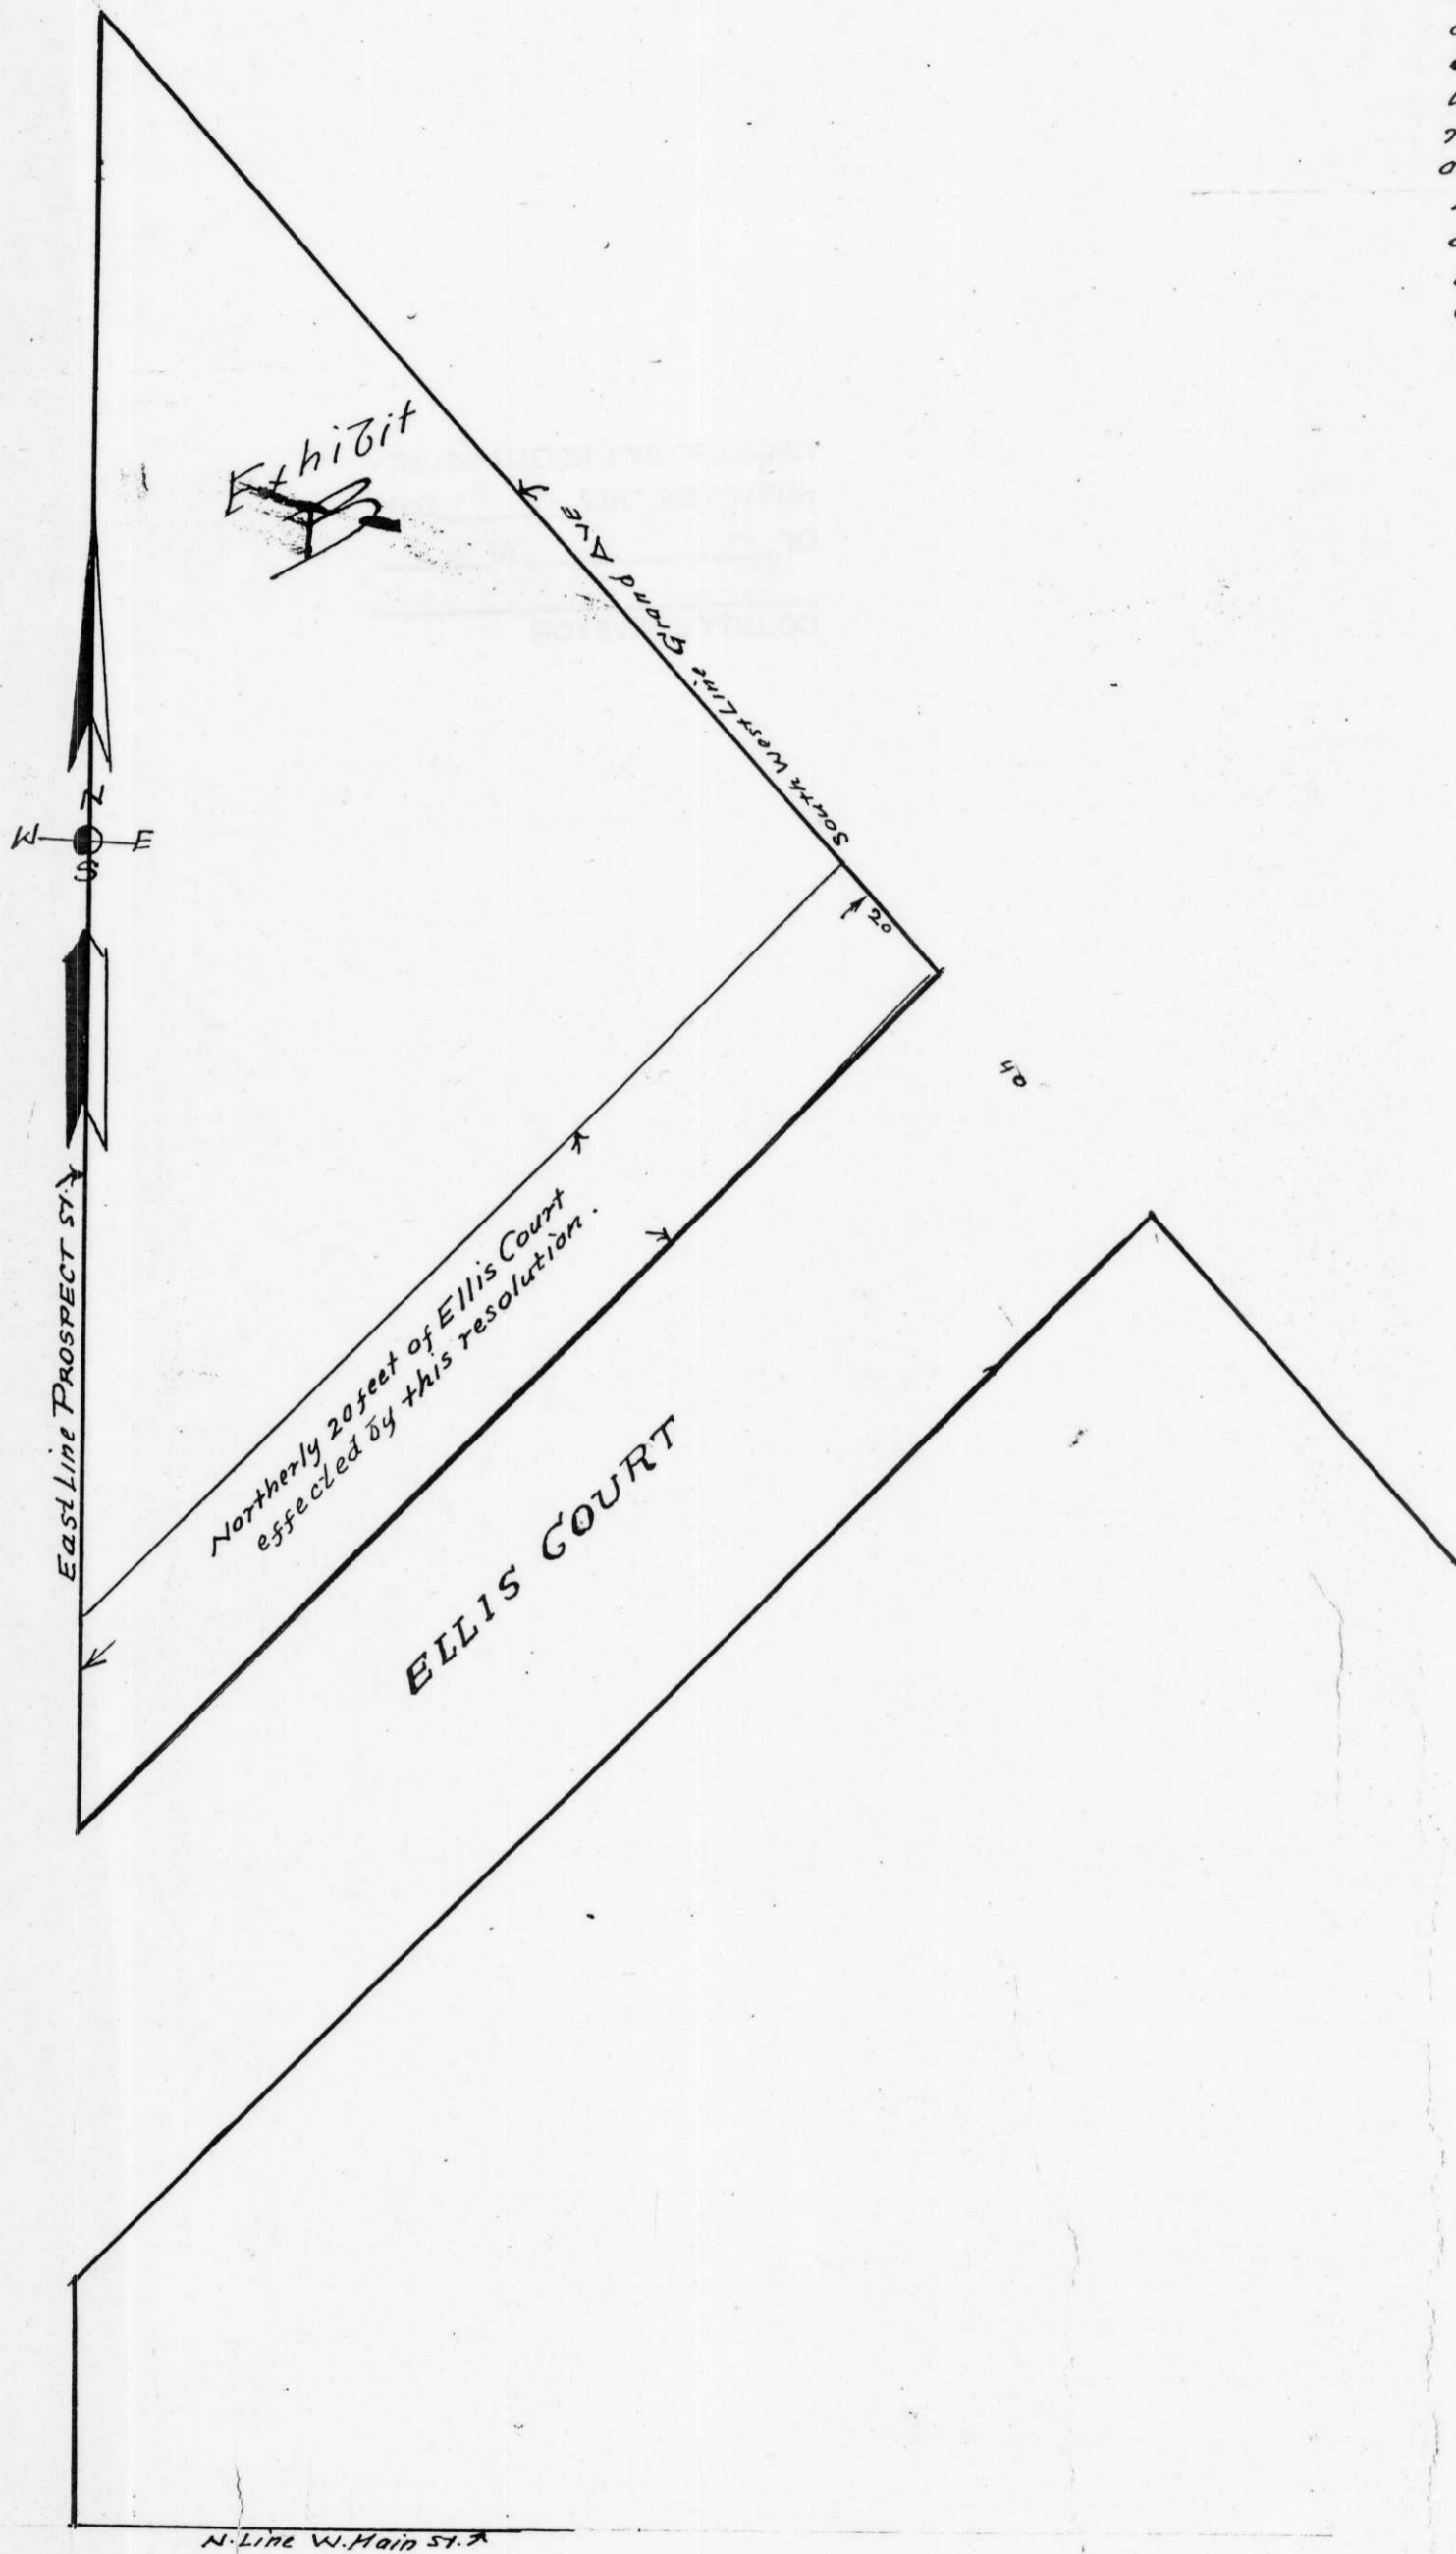 Exhibit
South West Line Grand AVE
N
W
E
S
20
40
East Line PROSPECT ST.
Northerly 20 feet of Ellis Court
effected by this resolution.
ELLIS COURT
N. Line W. Main St.